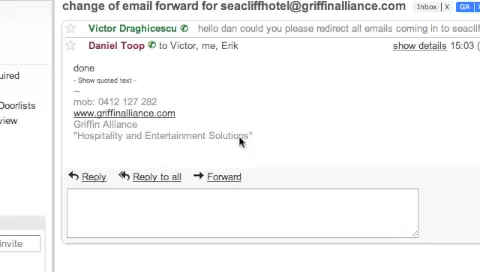 change of email forward for seacliffhotel@griffinalliance.com Inbox | X GA
Victor Draghicescu hello dan could you please redirect all emails coming in to seaclif
Daniel Toop to Victor, me, Erik show details 15:03
uired
done
- Show quoted text -
--
Doorlists
mob: 0412 127 282
view
www.griffinalliance.com
Griffin Alliance
"Hospitality and Entertainment Solutions"
Reply Reply to all Forward
invite